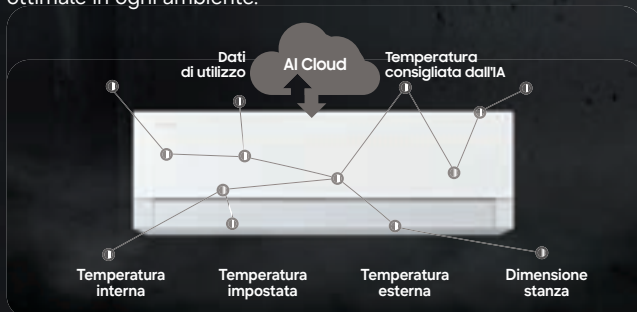 ottimale in ogni ambiente.
Dati
di utilizzo
AI Cloud
Temperatura
consigliata dall'IA
Temperatura
interna
Temperatura
impostata
Temperatura
esterna
Dimensione
stanza